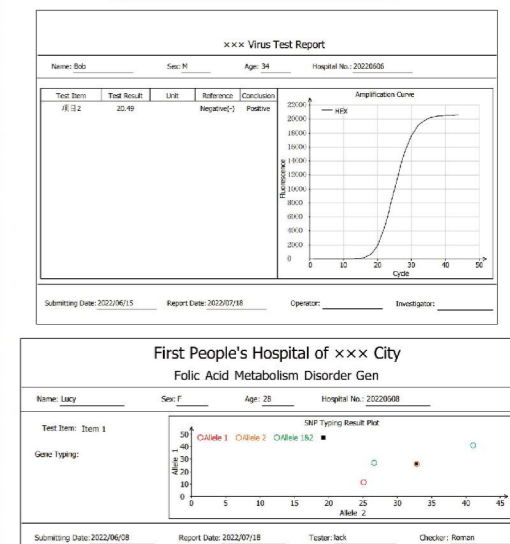 ××× Virus Test Report
Name: Bob Sex: M Age: 34 Hospital No.: 20220606
Test Item Test Result Unit Reference Conclusion
项目2 20.49 Negative(-) Positive
Amplification Curve
HEX
22000
20000
18000
16000
14000
12000
10000
8000
6000
4000
2000
0
Fluorescence
0 10 20 30 40 50
Cycle
Submitting Date: 2022/06/15 Report Date: 2022/07/18 Operator: Investigator:
First People's Hospital of ××× City
Folic Acid Metabolism Disorder Gen
Name: Lucy Sex: F Age: 28 Hospital No.: 20220608
Test Item: Item 1
Gene Typing:
SNP Typing Result Plot
Allele 1 Allele 2 Allele 1&2
50
40
30
20
10
0
Allele 1
0 5 10 15 20 25 30 35 40 45
Allele 2
Submitting Date: 2022/06/08 Report Date: 2022/07/18 Tester: lack Checker: Roman